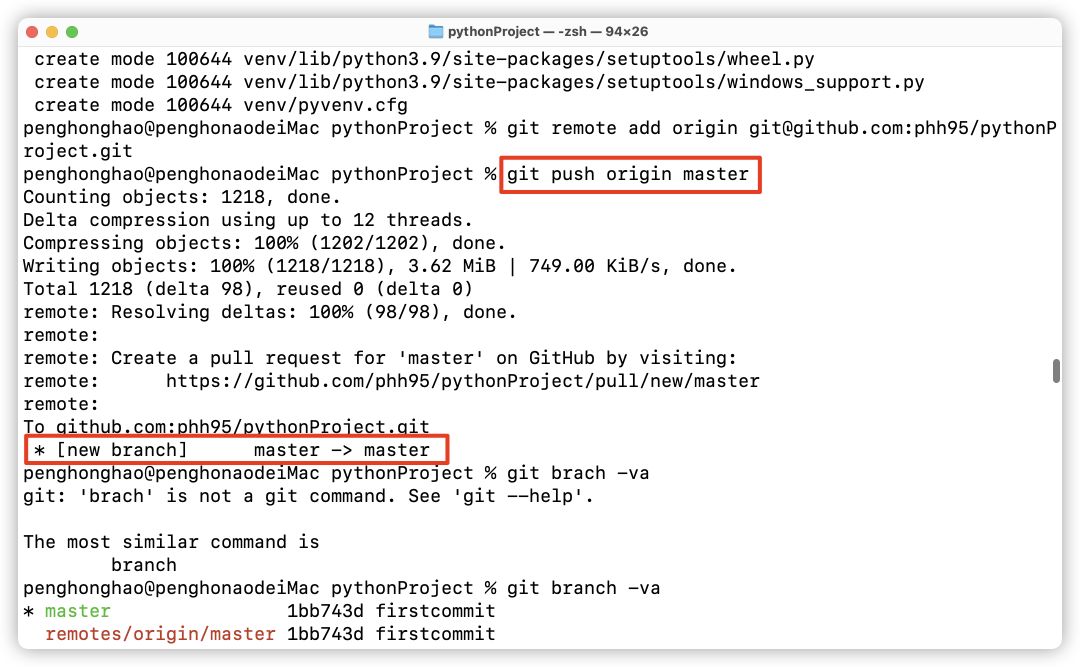 pythonProject — -zsh — 94×26
create mode 100644 venv/lib/python3.9/site-packages/setuptools/wheel.py
create mode 100644 venv/lib/python3.9/site-packages/setuptools/windows_support.py
create mode 100644 venv/pyvenv.cfg
penghonghao@penghonaodeiMac pythonProject % git remote add origin git@github.com:phh95/pythonP
roject.git
penghonghao@penghonaodeiMac pythonProject % git push origin master
Counting objects: 1218, done.
Delta compression using up to 12 threads.
Compressing objects: 100% (1202/1202), done.
Writing objects: 100% (1218/1218), 3.62 MiB | 749.00 KiB/s, done.
Total 1218 (delta 98), reused 0 (delta 0)
remote: Resolving deltas: 100% (98/98), done.
remote:
remote: Create a pull request for 'master' on GitHub by visiting:
remote:      https://github.com/phh95/pythonProject/pull/new/master
remote:
To github.com:phh95/pythonProject.git
* [new branch]      master -> master
penghonghao@penghonaodeiMac pythonProject % git brach -va
git: 'brach' is not a git command. See 'git --help'.
The most similar command is
branch
penghonghao@penghonaodeiMac pythonProject % git branch -va
* master                1bb743d firstcommit
remotes/origin/master 1bb743d firstcommit